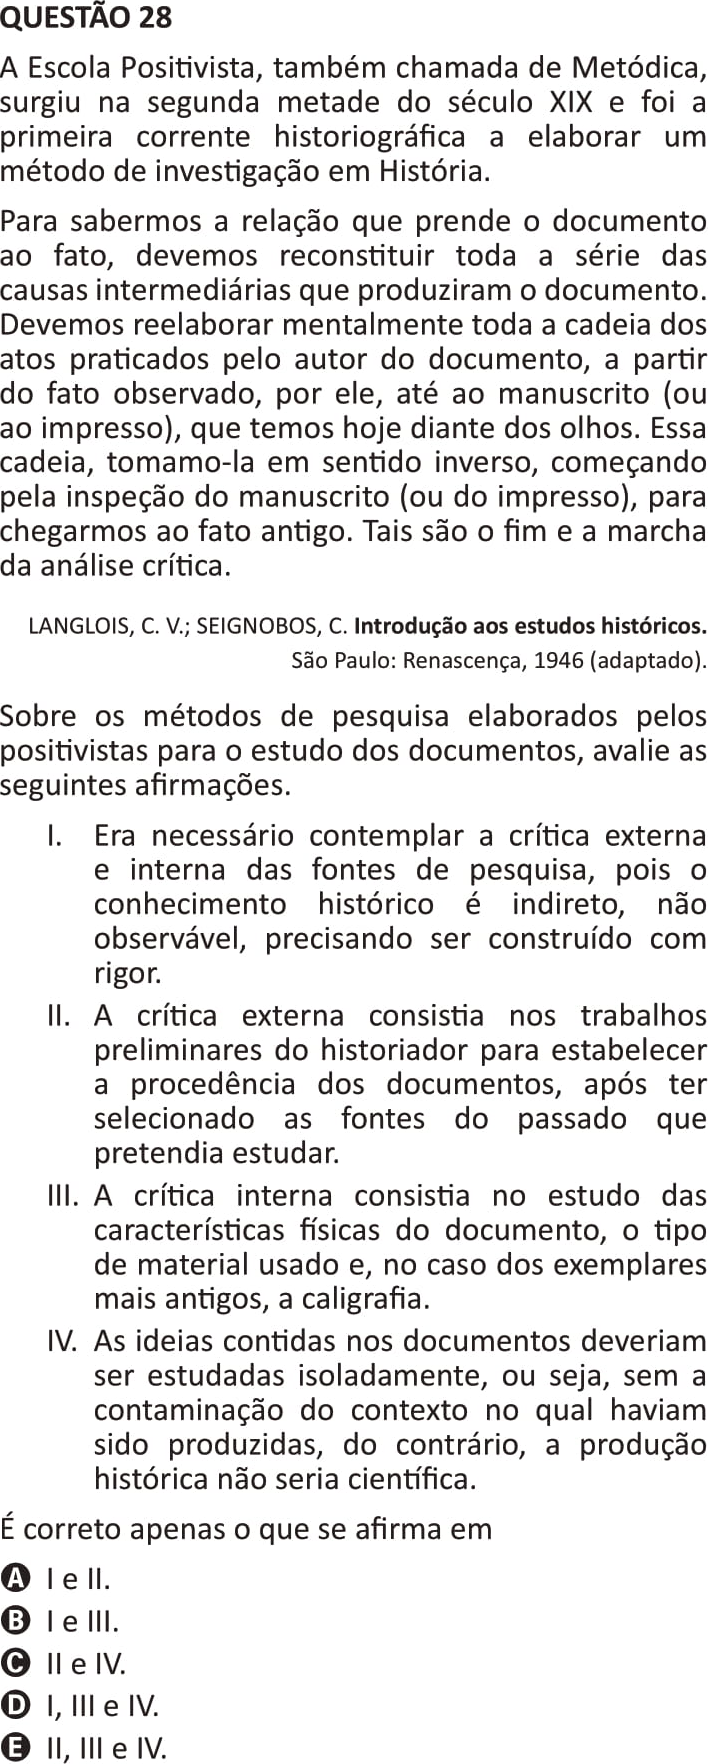 QUESTÃO 28
A Escola Positivista, também chamada de Metódica,
surgiu na segunda metade do século XIX e foi a
primeira corrente historiográfica a elaborar um
método de investigação em História.
Para sabermos a relação que prende o documento
ao fato, devemos reconstituir toda a série das
causas intermediárias que produziram o documento.
Devemos reelaborar mentalmente toda a cadeia dos
atos praticados pelo autor do documento, a partir
do fato observado, por ele, até ao manuscrito (ou
ao impresso), que temos hoje diante dos olhos. Essa
cadeia, tomamo-la em sentido inverso, começando
pela inspeção do manuscrito (ou do impresso), para
chegarmos ao fato antigo. Tais são o fim e a marcha
da análise crítica.
LANGLOIS, C. V.; SEIGNOBOS, C. Introdução aos estudos históricos.
São Paulo: Renascença, 1946 (adaptado).
Sobre os métodos de pesquisa elaborados pelos
positivistas para o estudo dos documentos, avalie as
seguintes afirmações.
I. Era necessário contemplar a crítica externa
e interna das fontes de pesquisa, pois o
conhecimento histórico é indireto, não
observável, precisando ser construído com
rigor.
II. A crítica externa consistia nos trabalhos
preliminares do historiador para estabelecer
a procedência dos documentos, após ter
selecionado as fontes do passado que
pretendia estudar.
III. A crítica interna consistia no estudo das
características físicas do documento, o tipo
de material usado e, no caso dos exemplares
mais antigos, a caligrafia.
IV. As ideias contidas nos documentos deveriam
ser estudadas isoladamente, ou seja, sem a
contaminação do contexto no qual haviam
sido produzidas, do contrário, a produção
histórica não seria científica.
É correto apenas o que se afirma em
A I e II.
B I e III.
C II e IV.
D I, III e IV.
E II, III e IV.